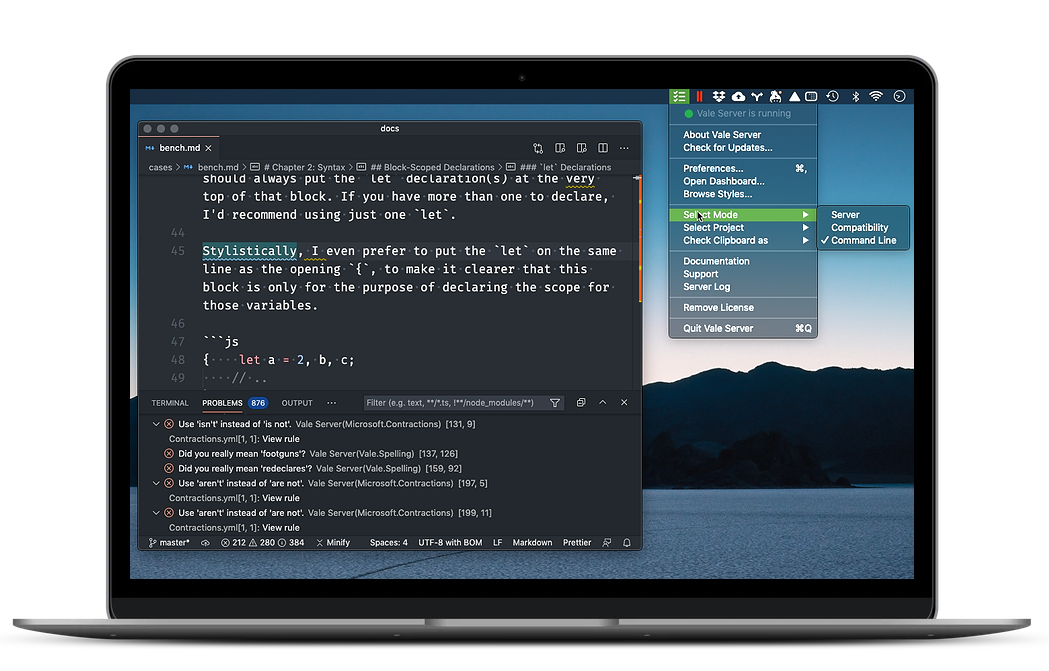 Vale Server is running
About Vale Server
Check for Updates...
Preferences... ⌘,
Open Dashboard...
Browse Styles...
Select Mode
Select Project
Check Clipboard as
Documentation
Support
Server Log
Remove License
Quit Vale Server ⌘Q
Server
Compatibility
✓ Command Line
docs
bench.md
cases > bench.md > # Chapter 2: Syntax > ## Block-Scoped Declarations > ### `let` Declarations
should always put the `let` declaration(s) at the very
top of that block. If you have more than one to declare,
I'd recommend using just one `let`.
44
45 Stylistically, I even prefer to put the `let` on the same
line as the opening `{`, to make it clearer that this
block is only for the purpose of declaring the scope for
those variables.
46
47 ```js
48 {····let·a·=·2,·b,·c;
49 ····//·..
TERMINAL PROBLEMS 876 OUTPUT ··· Filter (e.g. text, **/*.ts, !**/node_modules/**)
Use 'isn't' instead of 'is not'. Vale Server(Microsoft.Contractions) [131, 9]
Contractions.yml[1, 1]: View rule
Did you really mean 'footguns'? Vale Server(Vale.Spelling) [137, 126]
Did you really mean 'redeclares'? Vale Server(Vale.Spelling) [159, 92]
Use 'aren't' instead of 'are not'. Vale Server(Microsoft.Contractions) [197, 5]
Contractions.yml[1, 1]: View rule
Use 'aren't' instead of 'are not'. Vale Server(Microsoft.Contractions) [199, 11]
Contractions.yml[1, 1]: View rule
master* 212 280 384 Minify Spaces: 4 UTF-8 with BOM LF Markdown Prettier